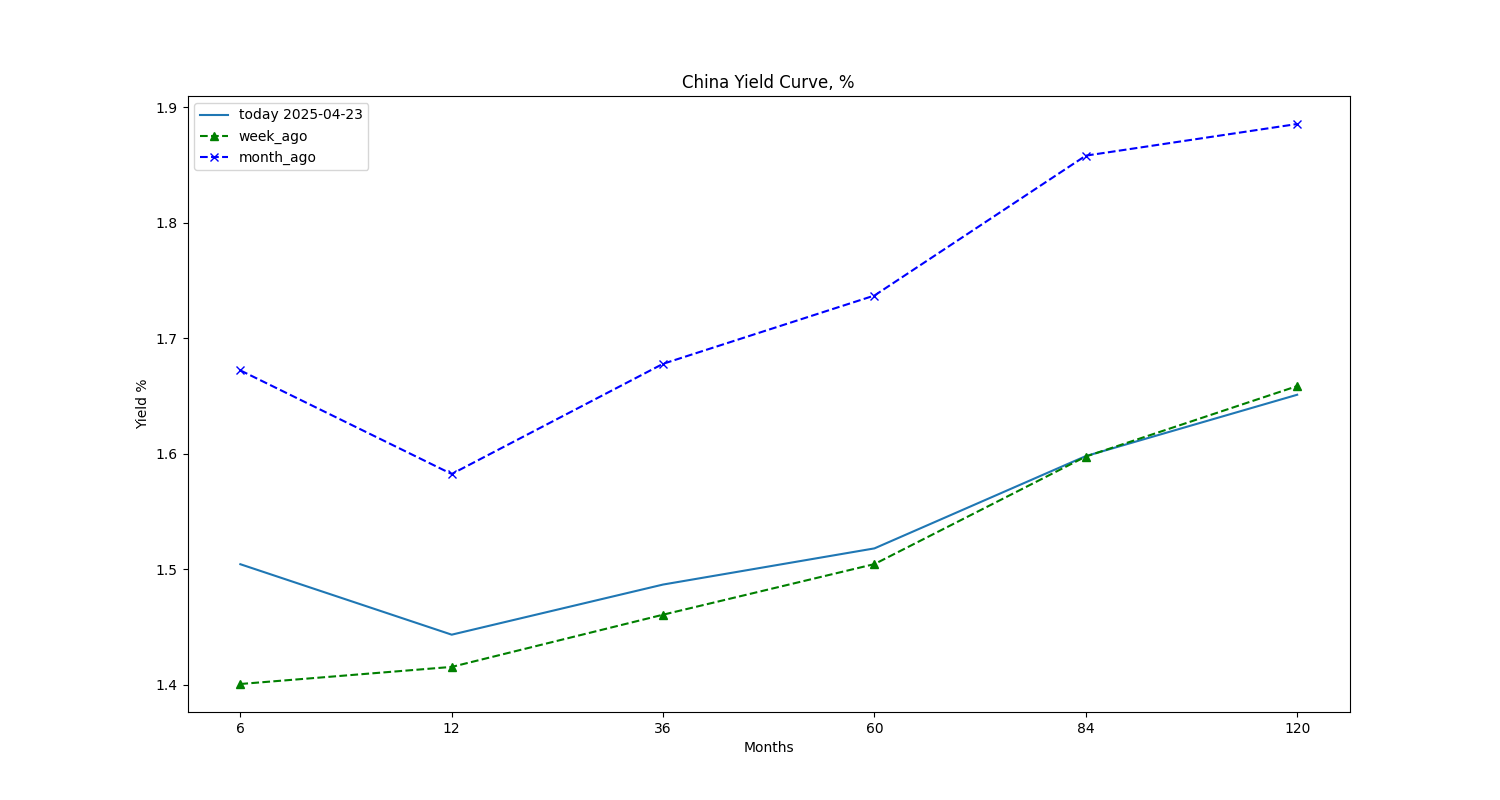 China Yield Curve, %
today 2025-04-23
week_ago
month_ago
1.9
1.8
1.7
1.6
1.5
1.4
Yield %
6 12 36 60 84 120
Months